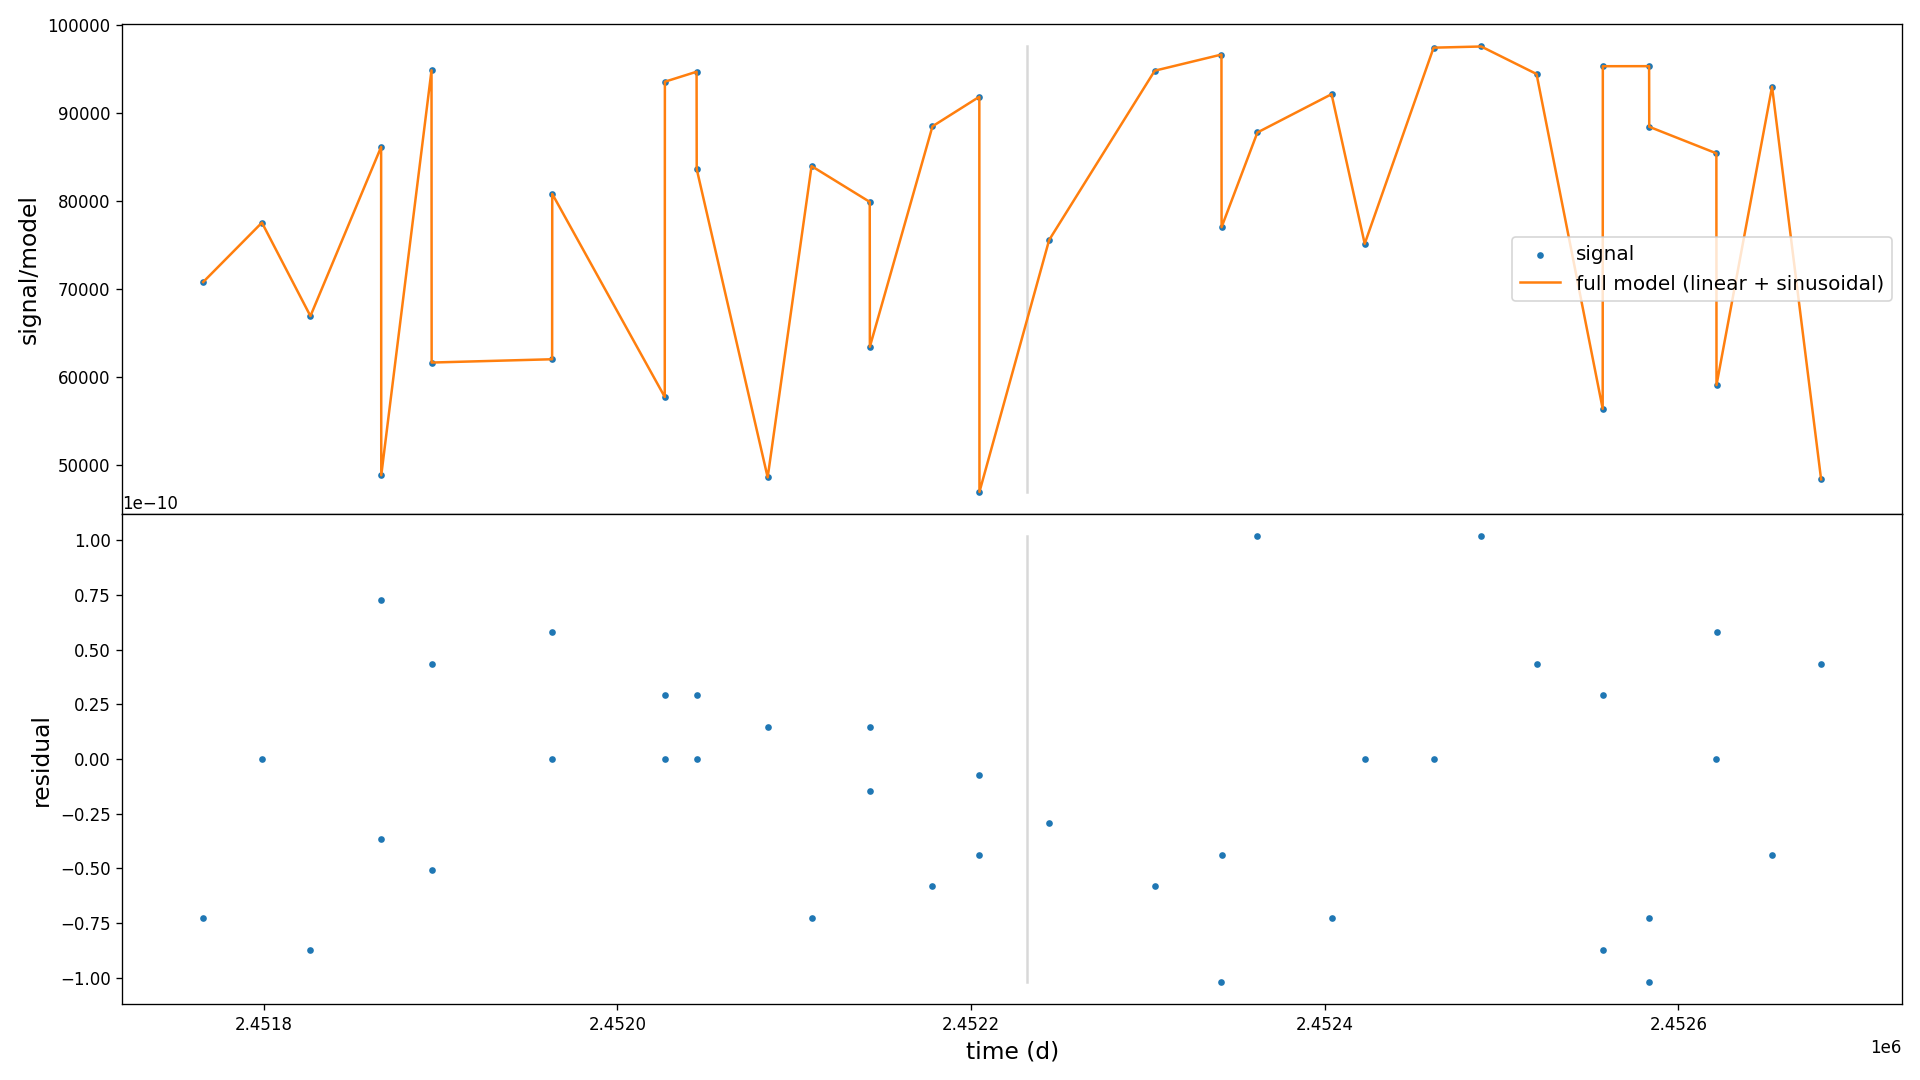 100000
90000
80000
70000
60000
50000
signal/model
signal
full model (linear + sinusoidal)
1e−10
1.00
0.75
0.50
0.25
0.00
−0.25
−0.50
−0.75
−1.00
residual
2.4518
2.4520
2.4522
2.4524
2.4526
1e6
time (d)